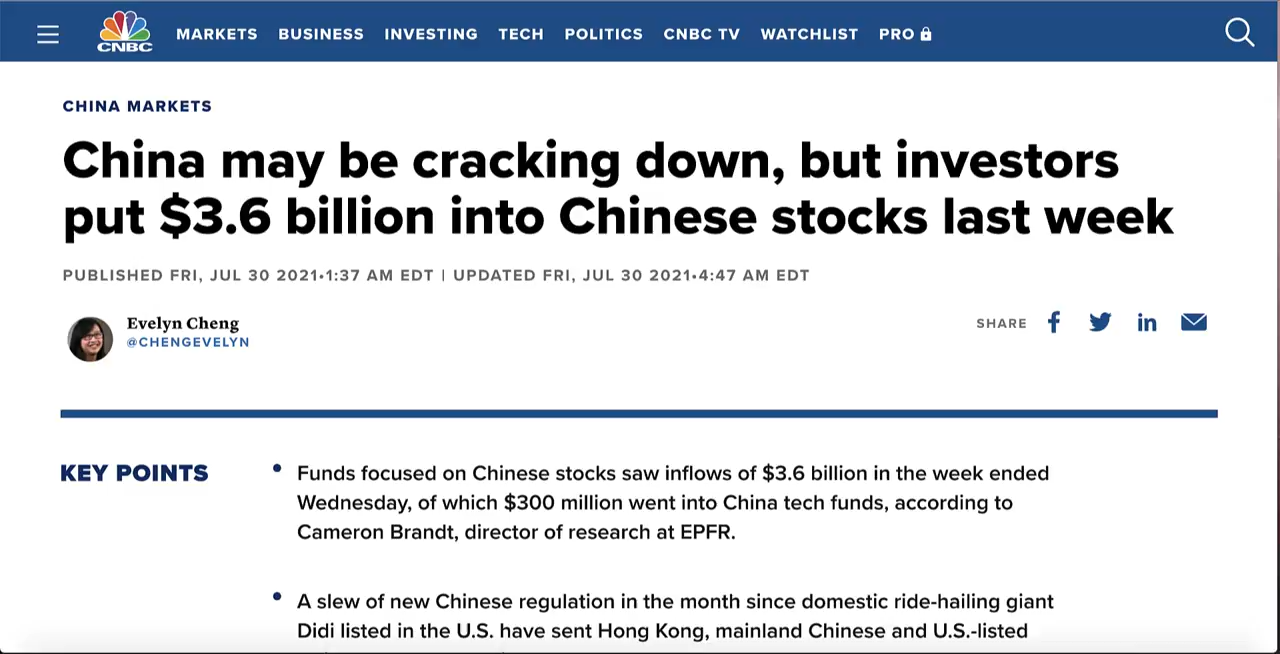 CNBC
MARKETS BUSINESS INVESTING TECH POLITICS CNBC TV WATCHLIST PRO
CHINA MARKETS
China may be cracking down, but investors
put $3.6 billion into Chinese stocks last week
PUBLISHED FRI, JUL 30 2021•1:37 AM EDT | UPDATED FRI, JUL 30 2021•4:47 AM EDT
Evelyn Cheng
@CHENGEVELYN
SHARE
KEY POINTS
• Funds focused on Chinese stocks saw inflows of $3.6 billion in the week ended
Wednesday, of which $300 million went into China tech funds, according to
Cameron Brandt, director of research at EPFR.
• A slew of new Chinese regulation in the month since domestic ride-hailing giant
Didi listed in the U.S. have sent Hong Kong, mainland Chinese and U.S.-listed